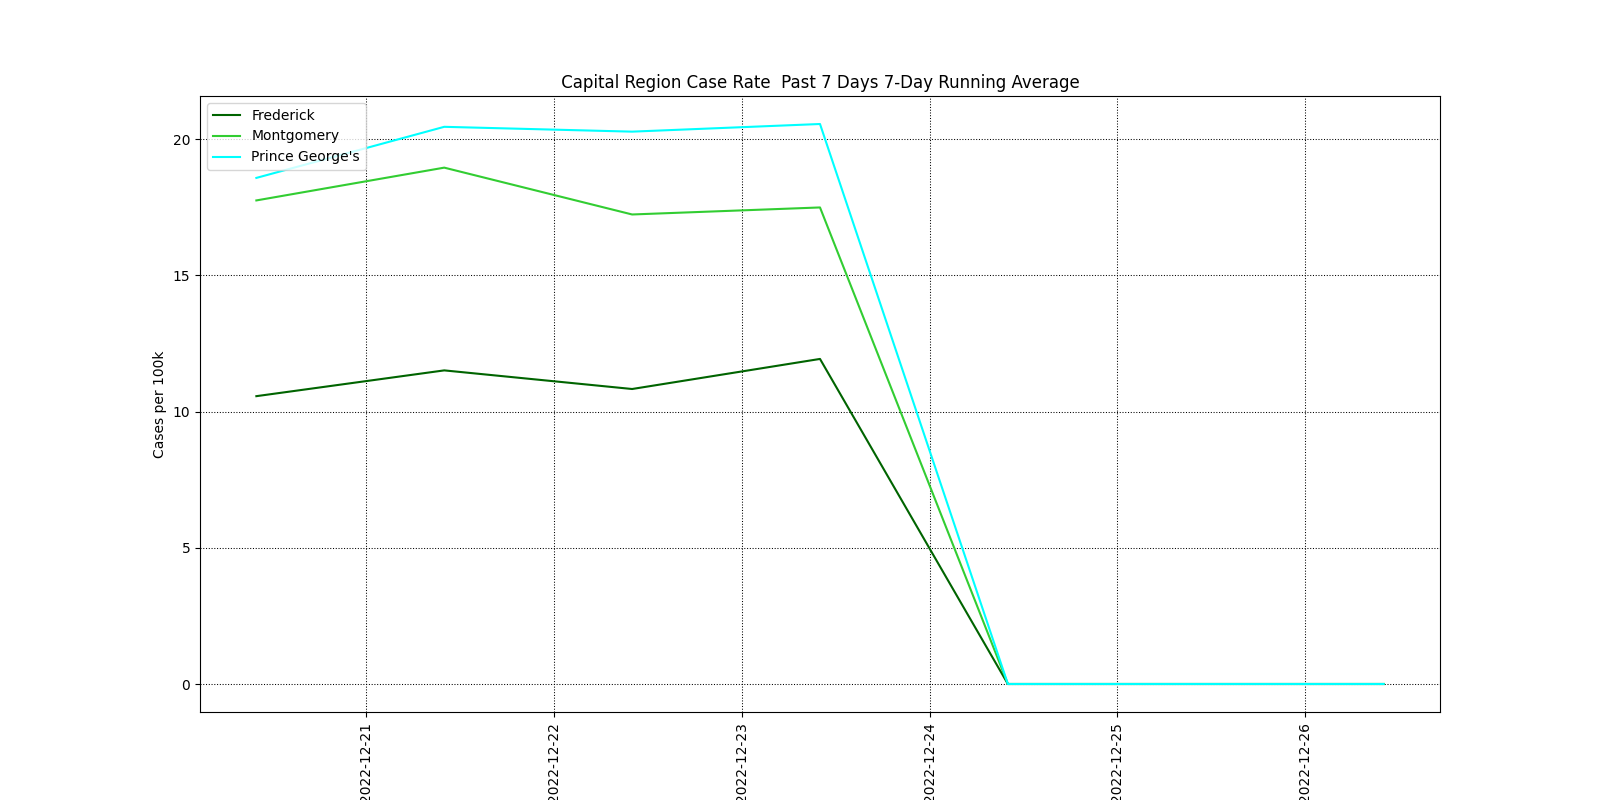 Capital Region Case Rate  Past 7 Days 7-Day Running Average
Frederick
Montgomery
Prince George's
Cases per 100k
20
15
10
5
0
2022-12-21
2022-12-22
2022-12-23
2022-12-24
2022-12-25
2022-12-26